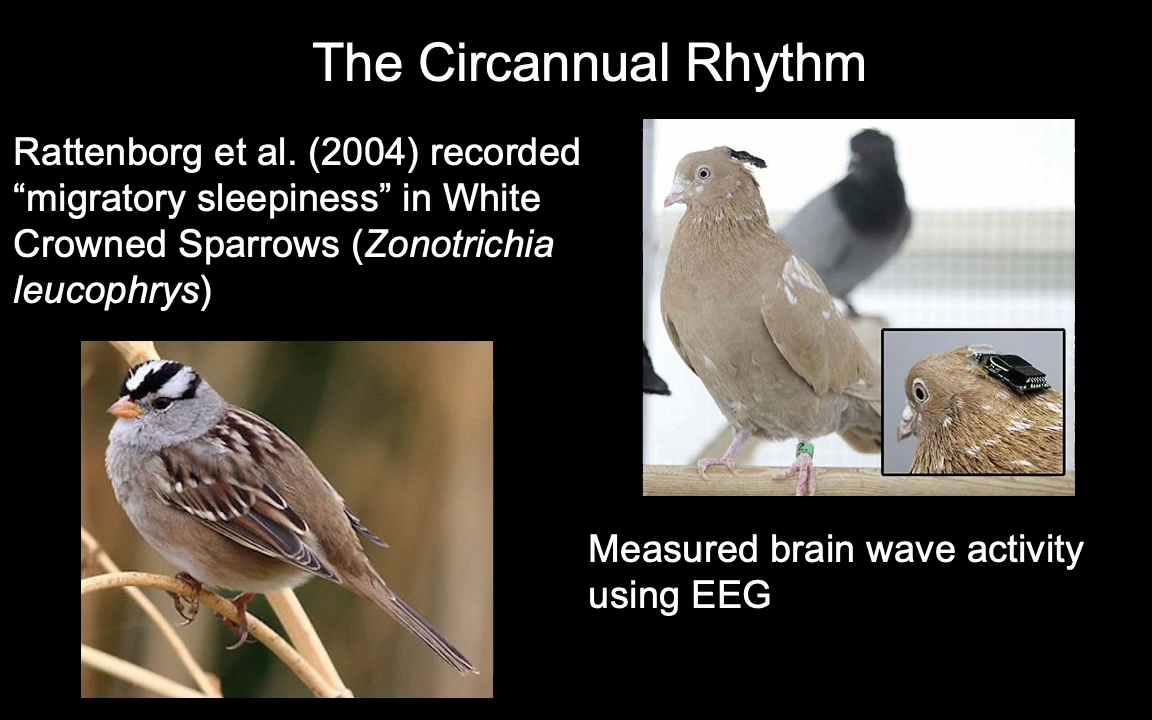 The Circannual Rhythm
Rattenborg et al. (2004) recorded
“migratory sleepiness” in White
Crowned Sparrows (Zonotrichia
leucophrys)
Measured brain wave activity
using EEG